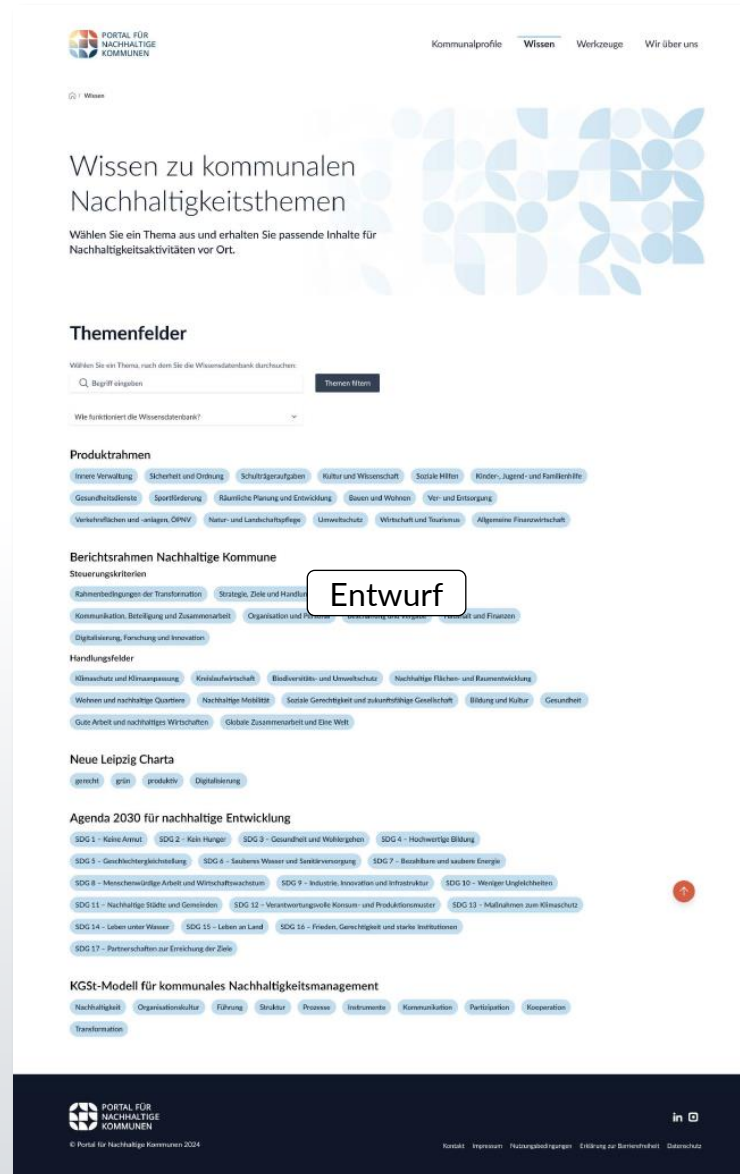 PORTAL FÜR
NACHHALTIGE
KOMMUNEN
Kommunalprofile Wissen Werkzeuge Wir über uns
/ Wissen
Wissen zu kommunalen
Nachhaltigkeitsthemen
Wählen Sie ein Thema aus und erhalten Sie passende Inhalte für
Nachhaltigkeitsaktivitäten vor Ort.
Themenfelder
Wählen Sie ein Thema, nach dem Sie die Wissensdatenbank durchsuchen:
Begriff eingeben Themen filtern
Wie funktioniert die Wissensdatenbank?
Produktrahmen
Innere Verwaltung Sicherheit und Ordnung Schulträgeraufgaben Kultur und Wissenschaft Soziale Hilfen Kinder-, Jugend- und Familienhilfe
Gesundheitsdienste Sportförderung Räumliche Planung und Entwicklung Bauen und Wohnen Ver- und Entsorgung
Verkehrsflächen und -anlagen, ÖPNV Natur- und Landschaftspflege Umweltschutz Wirtschaft und Tourismus Allgemeine Finanzwirtschaft
Berichtsrahmen Nachhaltige Kommune
Steuerungskriterien
Rahmenbedingungen der Transformation Strategie, Ziele und
Entwurf
Kommunikation, Beteiligung und Zusammenarbeit Organisation und und Finanzen
Digitalisierung, Forschung und Innovation
Handlungsfelder
Klimaschutz und Klimaanpassung Kreislaufwirtschaft Biodiversitäts- und Umweltschutz Nachhaltige Flächen- und Raumentwicklung
Wohnen und nachhaltige Quartiere Nachhaltige Mobilität Soziale Gerechtigkeit und zukunftsfähige Gesellschaft Bildung und Kultur Gesundheit
Gute Arbeit und nachhaltiges Wirtschaften Globale Zusammenarbeit und Eine Welt
Neue Leipzig Charta
gerecht grün produktiv Digitalisierung
Agenda 2030 für nachhaltige Entwicklung
SDG 1 – Keine Armut SDG 2 – Kein Hunger SDG 3 – Gesundheit und Wohlergehen SDG 4 – Hochwertige Bildung
SDG 5 – Geschlechtergleichstellung SDG 6 – Sauberes Wasser und Sanitärversorgung SDG 7 – Bezahlbare und saubere Energie
SDG 8 – Menschenwürdige Arbeit und Wirtschaftswachstum SDG 9 – Industrie, Innovation und Infrastruktur SDG 10 – Weniger Ungleichheiten
SDG 11 – Nachhaltige Städte und Gemeinden SDG 12 – Verantwortungsvolle Konsum- und Produktionsmuster SDG 13 – Maßnahmen zum Klimaschutz
SDG 14 – Leben unter Wasser SDG 15 – Leben an Land SDG 16 – Frieden, Gerechtigkeit und starke Institutionen
SDG 17 – Partnerschaften zur Erreichung der Ziele
KGSt-Modell für kommunales Nachhaltigkeitsmanagement
Nachhaltigkeit Organisationskultur Führung Struktur Prozesse Instrumente Kommunikation Partizipation Kooperation
Transformation
PORTAL FÜR
NACHHALTIGE
KOMMUNEN
in
© Portal für Nachhaltige Kommunen 2024
Kontakt Impressum Nutzungsbedingungen Erklärung zur Barrierefreiheit Datenschutz